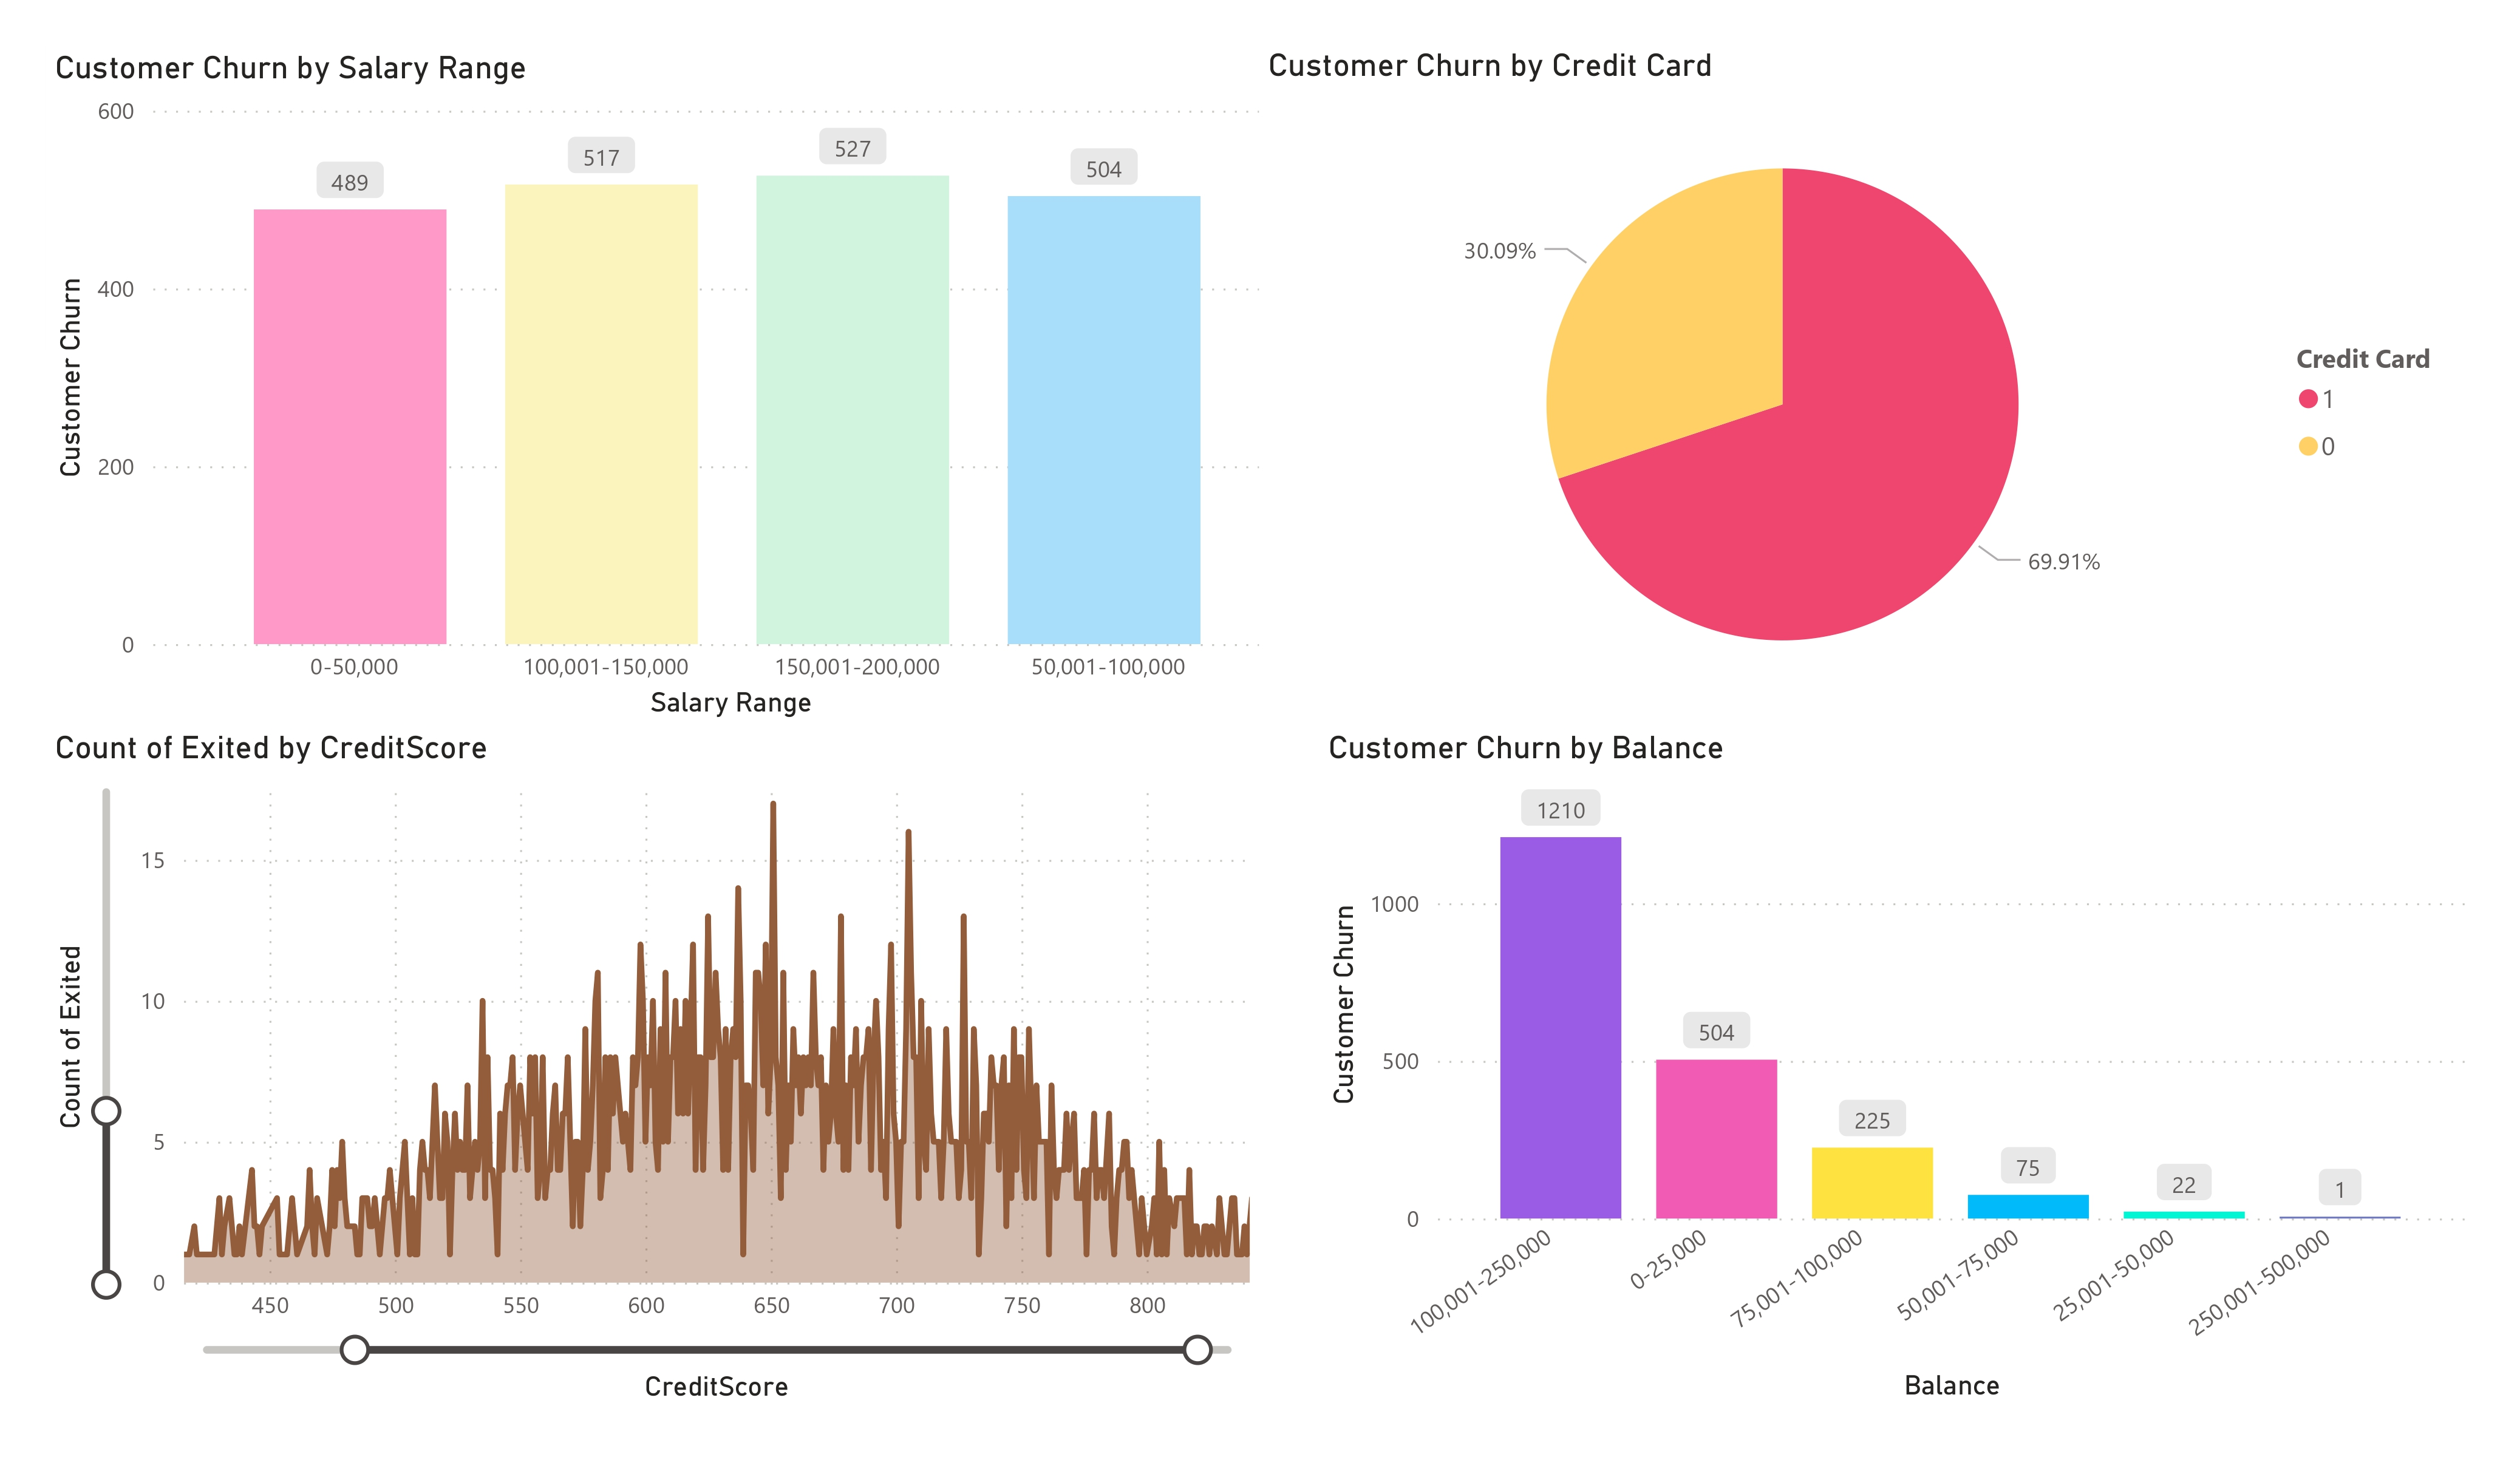 Customer Churn by Salary Range
600
400
200
0
Customer Churn
489
517
527
504
0-50,000
100,001-150,000
150,001-200,000
50,001-100,000
Salary Range
Customer Churn by Credit Card
30.09%
69.91%
Credit Card
1
0
Count of Exited by CreditScore
15
10
5
0
Count of Exited
450 500 550 600 650 700 750 800
CreditScore
Customer Churn by Balance
1000
500
0
Customer Churn
1210
504
225
75
22
1
100,001-250,000
0-25,000
75,001-100,000
50,001-75,000
25,001-50,000
250,001-500,000
Balance